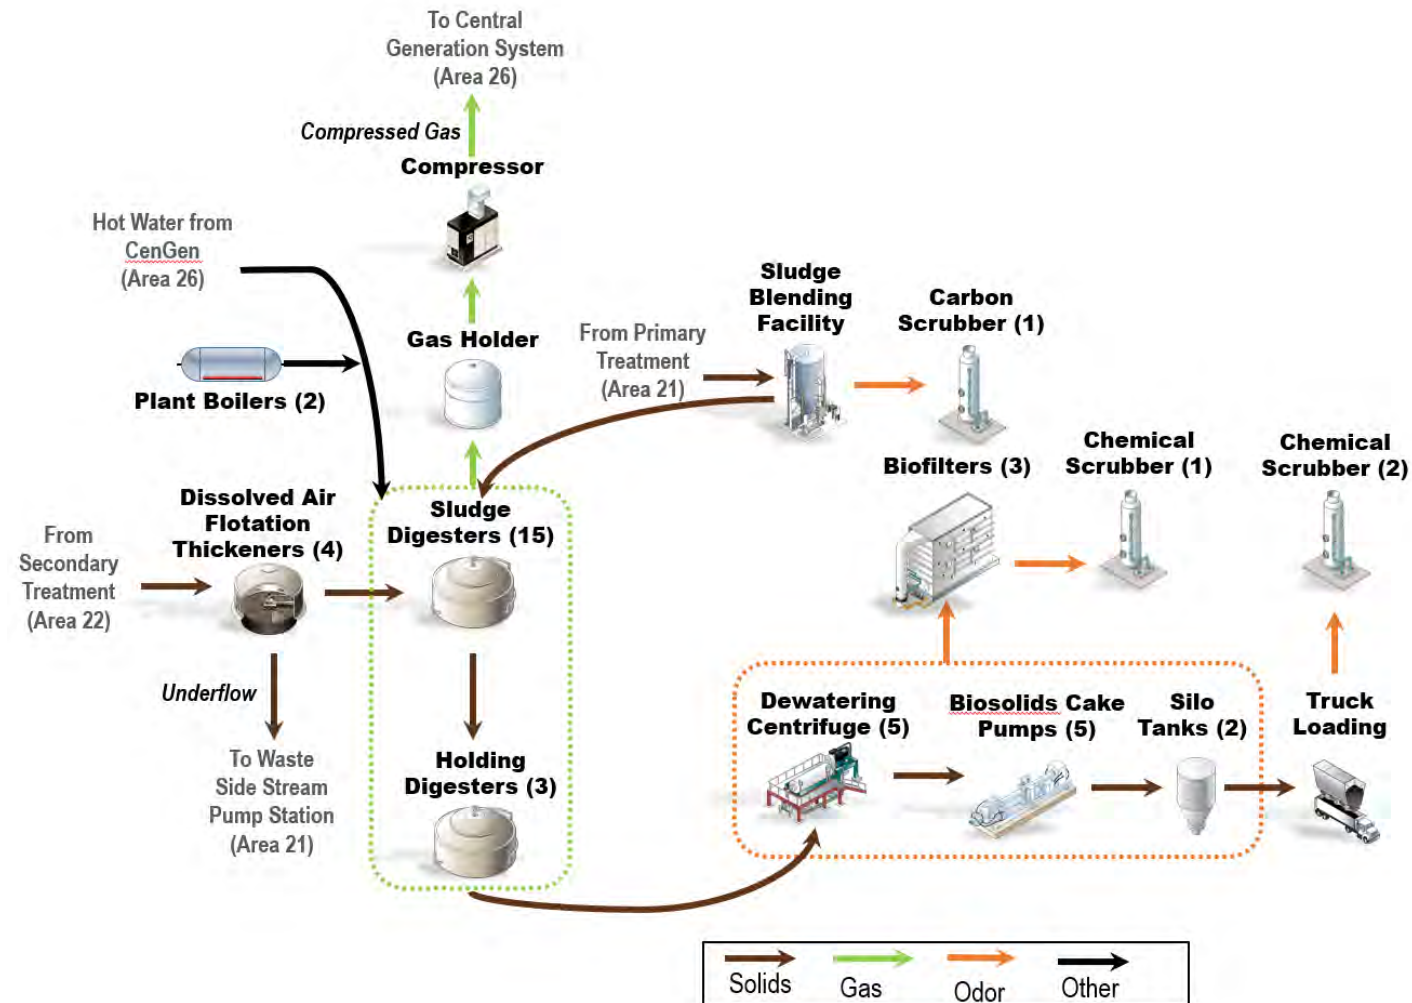 To Central
Generation System
(Area 26)
Compressed Gas
Compressor
Hot Water from
CenGen
(Area 26)
Plant Boilers (2)
Gas Holder
From Primary
Treatment
(Area 21)
Sludge
Blending
Facility
Carbon
Scrubber (1)
Biofilters (3)
Chemical
Scrubber (1)
Chemical
Scrubber (2)
From
Secondary
Treatment
(Area 22)
Dissolved Air
Flotation
Thickeners (4)
Sludge
Digesters (15)
Underflow
To Waste
Side Stream
Pump Station
(Area 21)
Holding
Digesters (3)
Dewatering
Centrifuge (5)
Biosolids Cake
Pumps (5)
Silo
Tanks (2)
Truck
Loading
Solids
Gas
Odor
Other